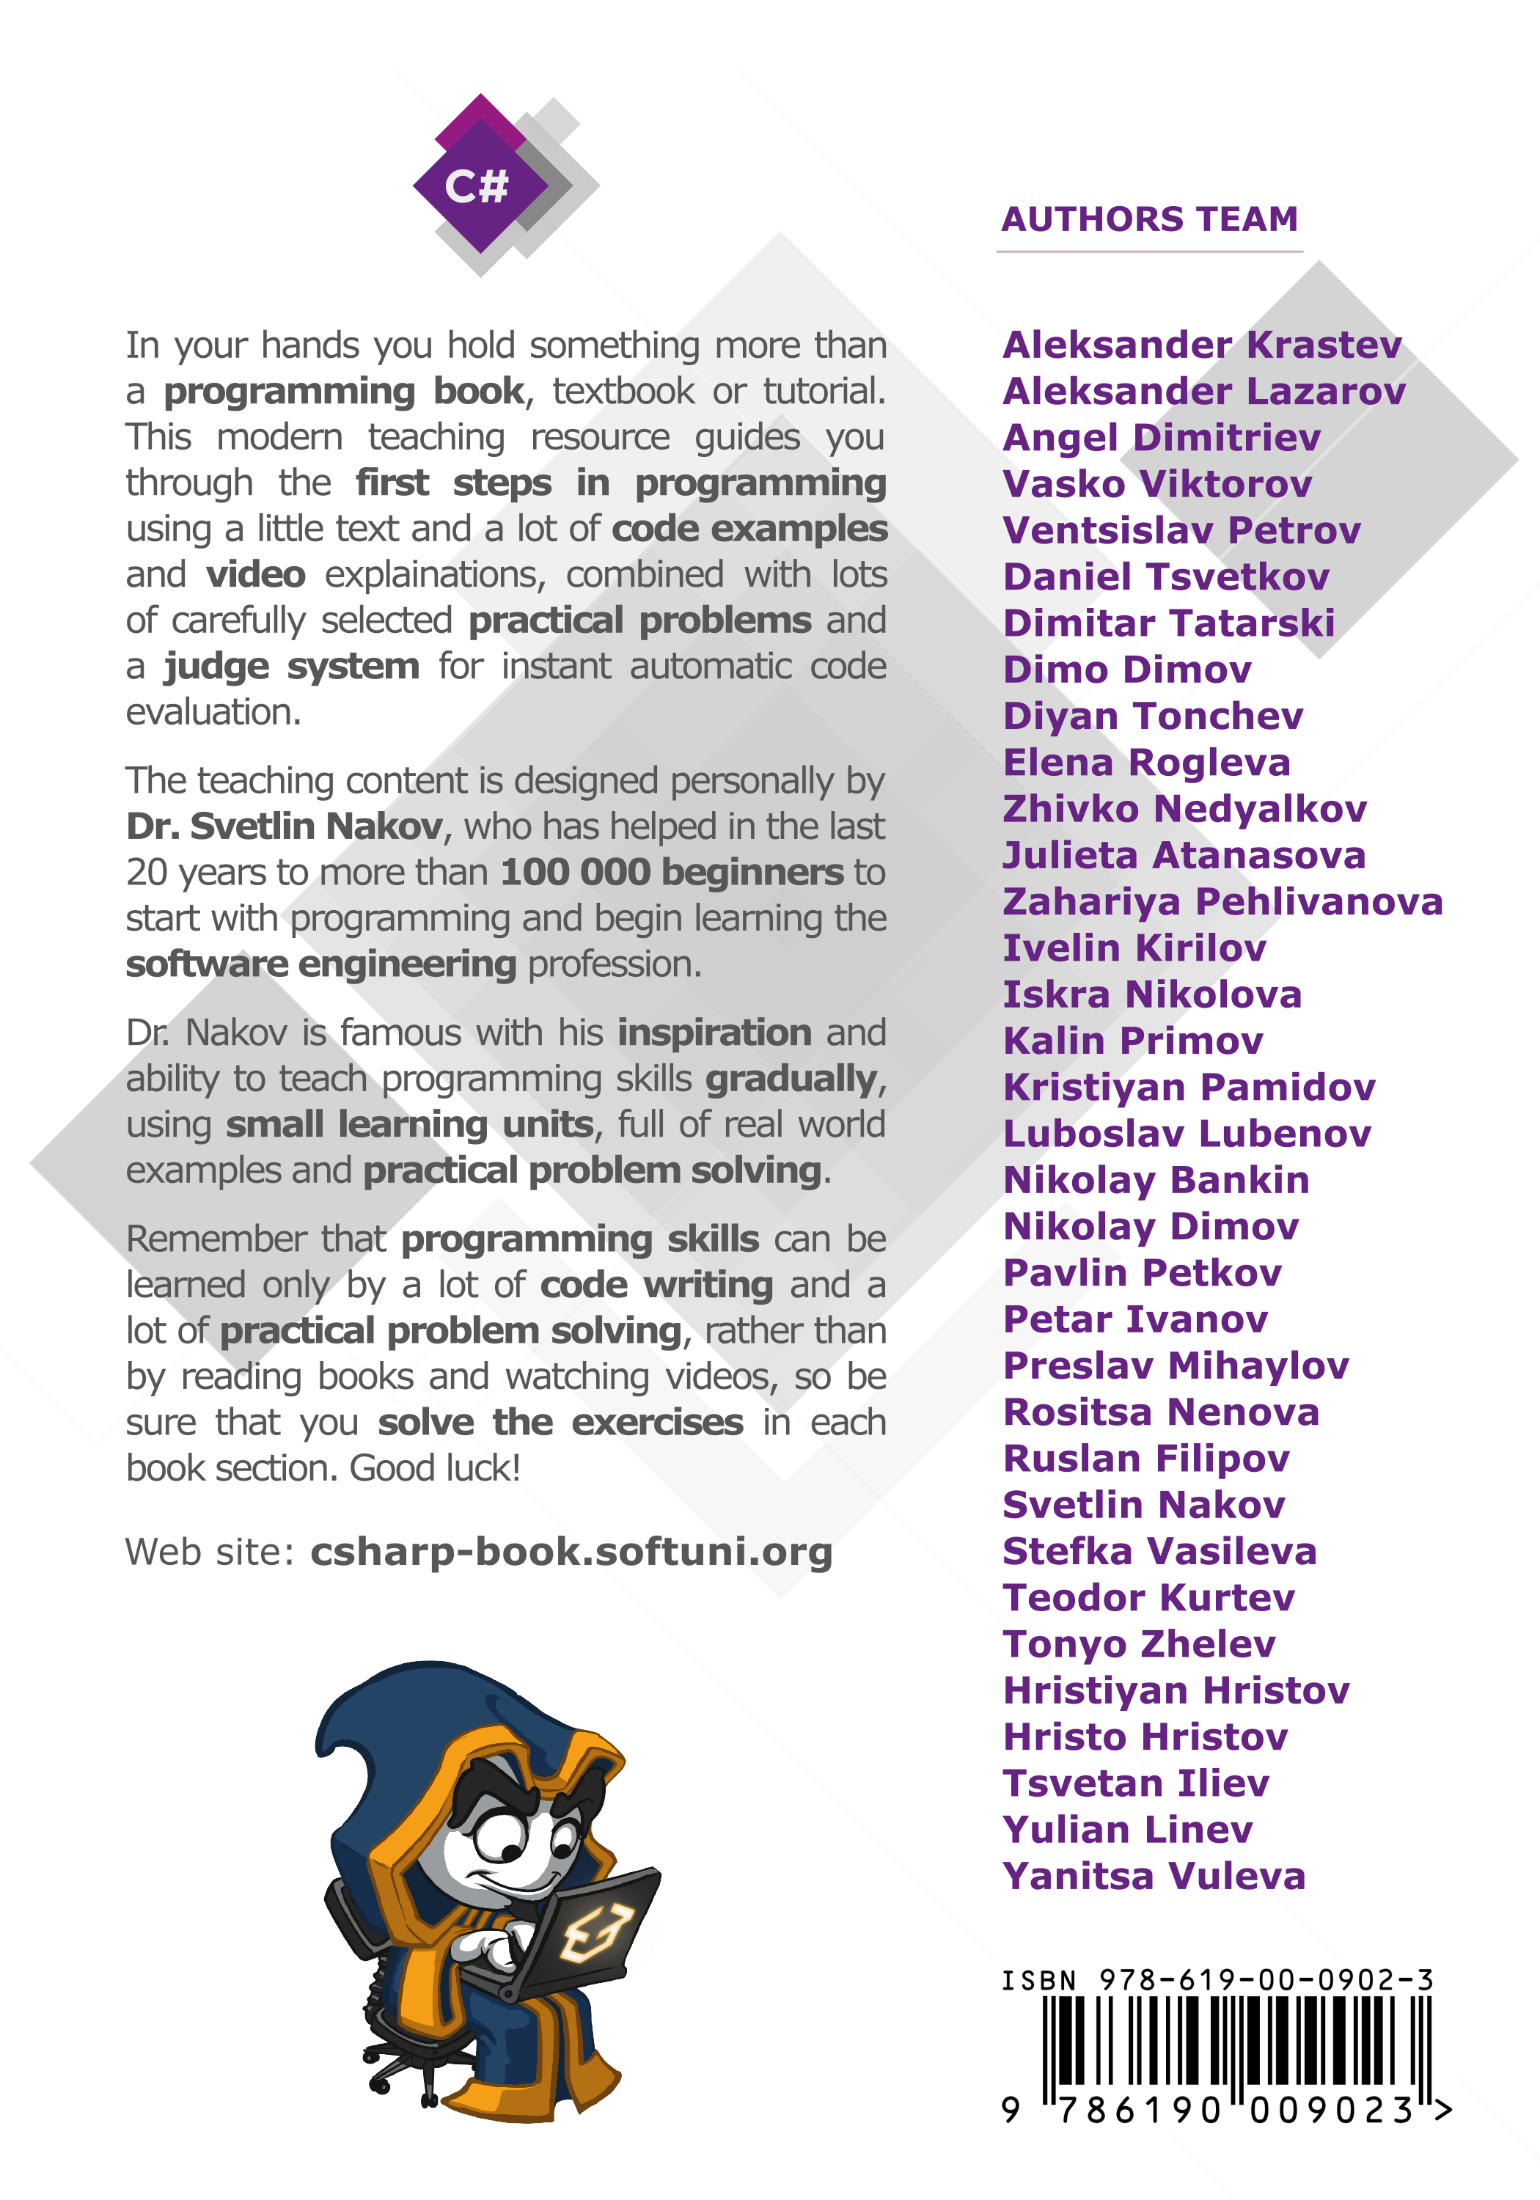 C#
In your hands you hold something more than
a programming book, textbook or tutorial.
This modern teaching resource guides you
through the first steps in programming
using a little text and a lot of code examples
and video explainations, combined with lots
of carefully selected practical problems and
a judge system for instant automatic code
evaluation.
The teaching content is designed personally by
Dr. Svetlin Nakov, who has helped in the last
20 years to more than 100 000 beginners to
start with programming and begin learning the
software engineering profession.
Dr. Nakov is famous with his inspiration and
ability to teach programming skills gradually,
using small learning units, full of real world
examples and practical problem solving.
Remember that programming skills can be
learned only by a lot of code writing and a
lot of practical problem solving, rather than
by reading books and watching videos, so be
sure that you solve the exercises in each
book section. Good luck!
Web site: csharp-book.softuni.org
AUTHORS TEAM
Aleksander Krastev
Aleksander Lazarov
Angel Dimitriev
Vasko Viktorov
Ventsislav Petrov
Daniel Tsvetkov
Dimitar Tatarski
Dimo Dimov
Diyan Tonchev
Elena Rogleva
Zhivko Nedyalkov
Julieta Atanasova
Zahariya Pehlivanova
Ivelin Kirilov
Iskra Nikolova
Kalin Primov
Kristiyan Pamidov
Luboslav Lubenov
Nikolay Bankin
Nikolay Dimov
Pavlin Petkov
Petar Ivanov
Preslav Mihaylov
Rositsa Nenova
Ruslan Filipov
Svetlin Nakov
Stefka Vasileva
Teodor Kurtev
Tonyo Zhelev
Hristiyan Hristov
Hristo Hristov
Tsvetan Iliev
Yulian Linev
Yanitsa Vuleva
ISBN 978-619-00-0902-3
9 786190 009023 >